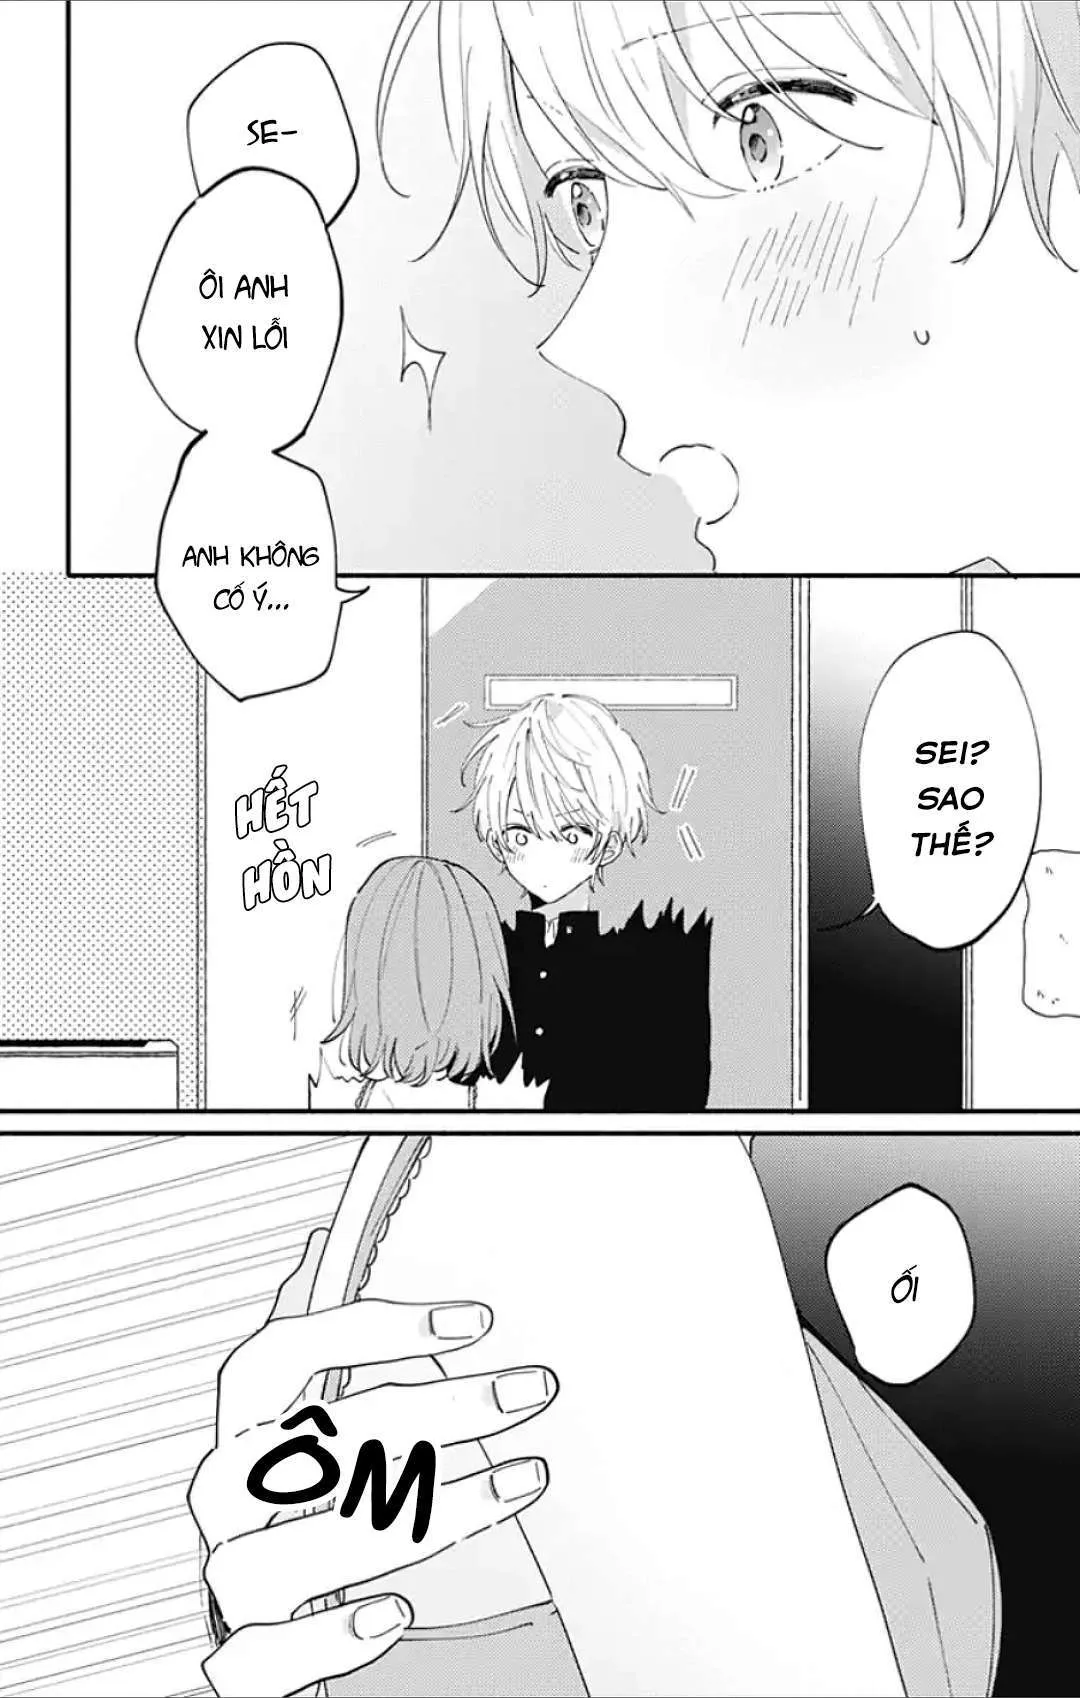 SE-
ÔI ANH
XIN LỖI
ANH KHÔNG
CỐ Ý...
SEI?
SAO
THẾ?
HẾT
HỒN
ỐI
ÔM